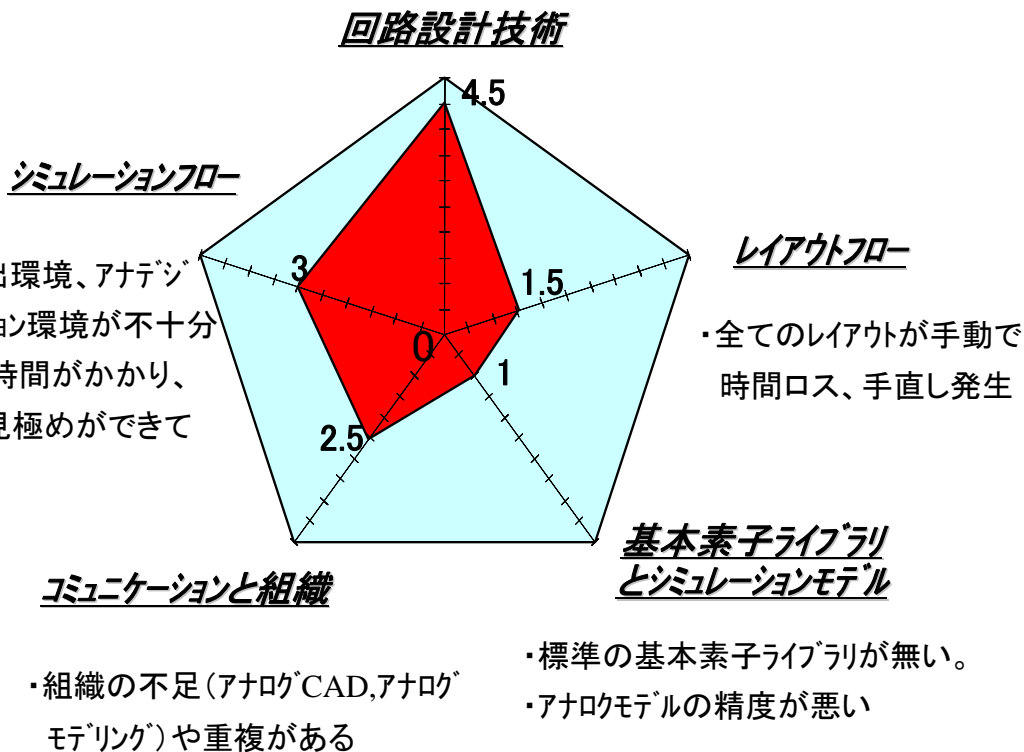 回路設計技術
4.5
シミュレーションフロー
出環境、アナデジ
ョン環境が不十分
時間がかかり、
見極めができて
3
レイアウトフロー
1.5
・全てのレイアウトが手動で
時間ロス、手直し発生
0
1
2.5
基本素子ライブラリ
とシミュレーションモデル
・標準の基本素子ライブラリが無い。
・アナロクモデルの精度が悪い
コミュニケーションと組織
・組織の不足(アナログCAD,アナログ
モデリング)や重複がある